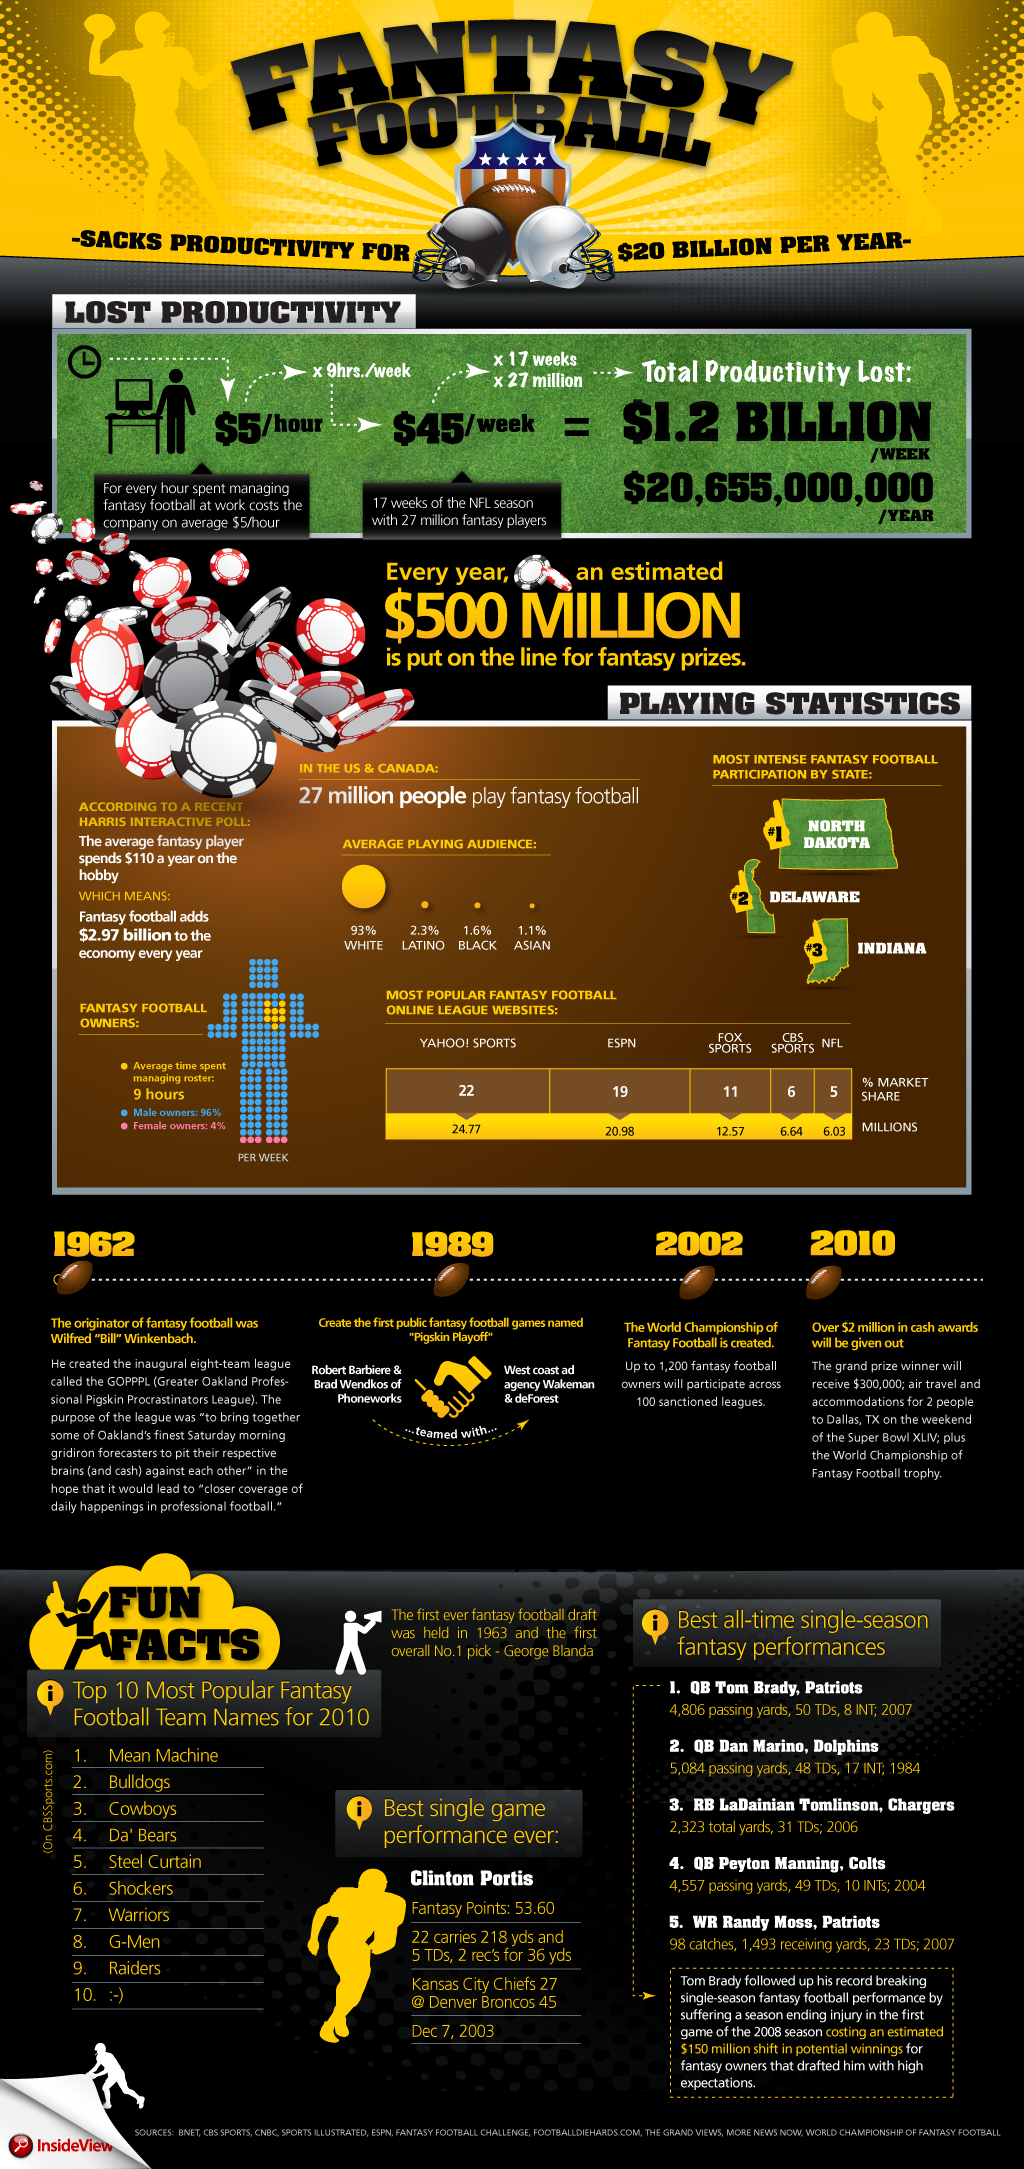 FANTASY
FOOTBALL
-SACKS PRODUCTIVITY FOR $20 BILLION PER YEAR-
LOST PRODUCTIVITY
$5/hour
x 9hrs./week
$45/week
x 17 weeks
x 27 million
=
Total Productivity Lost:
$1.2 BILLION
/WEEK
$20,655,000,000
/YEAR
For every hour spent managing
fantasy football at work costs the
company on average $5/hour
17 weeks of the NFL season
with 27 million fantasy players
Every year, an estimated
$500 MILLION
is put on the line for fantasy prizes.
PLAYING STATISTICS
ACCORDING TO A RECENT
HARRIS INTERACTIVE POLL:
The average fantasy player
spends $110 a year on the
hobby
WHICH MEANS:
Fantasy football adds
$2.97 billion to the
economy every year
IN THE US & CANADA:
27 million people play fantasy football
AVERAGE PLAYING AUDIENCE:
93%
WHITE
2.3%
LATINO
1.6%
BLACK
1.1%
ASIAN
MOST INTENSE FANTASY FOOTBALL
PARTICIPATION BY STATE:
#1
NORTH
DAKOTA
#2
DELAWARE
#3
INDIANA
FANTASY FOOTBALL
OWNERS:
Average time spent
managing roster:
9 hours
Male owners: 96%
Female owners: 4%
PER WEEK
MOST POPULAR FANTASY FOOTBALL
ONLINE LEAGUE WEBSITES:
YAHOO! SPORTS
ESPN
FOX
SPORTS
CBS
SPORTS
NFL
22 19 11 6 5
% MARKET
SHARE
24.77 20.98 12.57 6.64 6.03
MILLIONS
1962
The originator of fantasy football was
Wilfred "Bill" Winkenbach.
He created the inaugural eight-team league
called the GOPPPL (Greater Oakland Profes-
sional Pigskin Procrastinators League). The
purpose of the league was "to bring together
some of Oakland's finest Saturday morning
gridiron forecasters to pit their respective
brains (and cash) against each other" in the
hope that it would lead to "closer coverage of
daily happenings in professional football."
1989
Create the first public fantasy football games named
"Pigskin Playoff"
Robert Barbiere &
Brad Wendkos of
Phoneworks
...teamed with...
West coast ad
agency Wakeman
& deForest
2002
The World Championship of
Fantasy Football is created.
Up to 1,200 fantasy football
owners will participate across
100 sanctioned leagues.
2010
Over $2 million in cash awards
will be given out
The grand prize winner will
receive $300,000; air travel and
accommodations for 2 people
to Dallas, TX on the weekend
of the Super Bowl XLIV; plus
the World Championship of
Fantasy Football trophy.
FUN
FACTS
Top 10 Most Popular Fantasy
Football Team Names for 2010
(On CBSSports.com)
1. Mean Machine
2. Bulldogs
3. Cowboys
4. Da' Bears
5. Steel Curtain
6. Shockers
7. Warriors
8. G-Men
9. Raiders
10. :-)
The first ever fantasy football draft
was held in 1963 and the first
overall No.1 pick - George Blanda
Best single game
performance ever:
Clinton Portis
Fantasy Points: 53.60
22 carries 218 yds and
5 TDs, 2 rec's for 36 yds
Kansas City Chiefs 27
@ Denver Broncos 45
Dec 7, 2003
Best all-time single-season
fantasy performances
1. QB Tom Brady, Patriots
4,806 passing yards, 50 TDs, 8 INT; 2007
2. QB Dan Marino, Dolphins
5,084 passing yards, 48 TDs, 17 INT; 1984
3. RB LaDainian Tomlinson, Chargers
2,323 total yards, 31 TDs; 2006
4. QB Peyton Manning, Colts
4,557 passing yards, 49 TDs, 10 INTs; 2004
5. WR Randy Moss, Patriots
98 catches, 1,493 receiving yards, 23 TDs; 2007
Tom Brady followed up his record breaking
single-season fantasy football performance by
suffering a season ending injury in the first
game of the 2008 season costing an estimated
$150 million shift in potential winnings for
fantasy owners that drafted him with high
expectations.
InsideView
SOURCES: BNET, CBS SPORTS, CNBC, SPORTS ILLUSTRATED, ESPN, FANTASY FOOTBALL CHALLENGE, FOOTBALLDIEHARDS.COM, THE GRAND VIEWS, MORE NEWS NOW, WORLD CHAMPIONSHIP OF FANTASY FOOTBALL